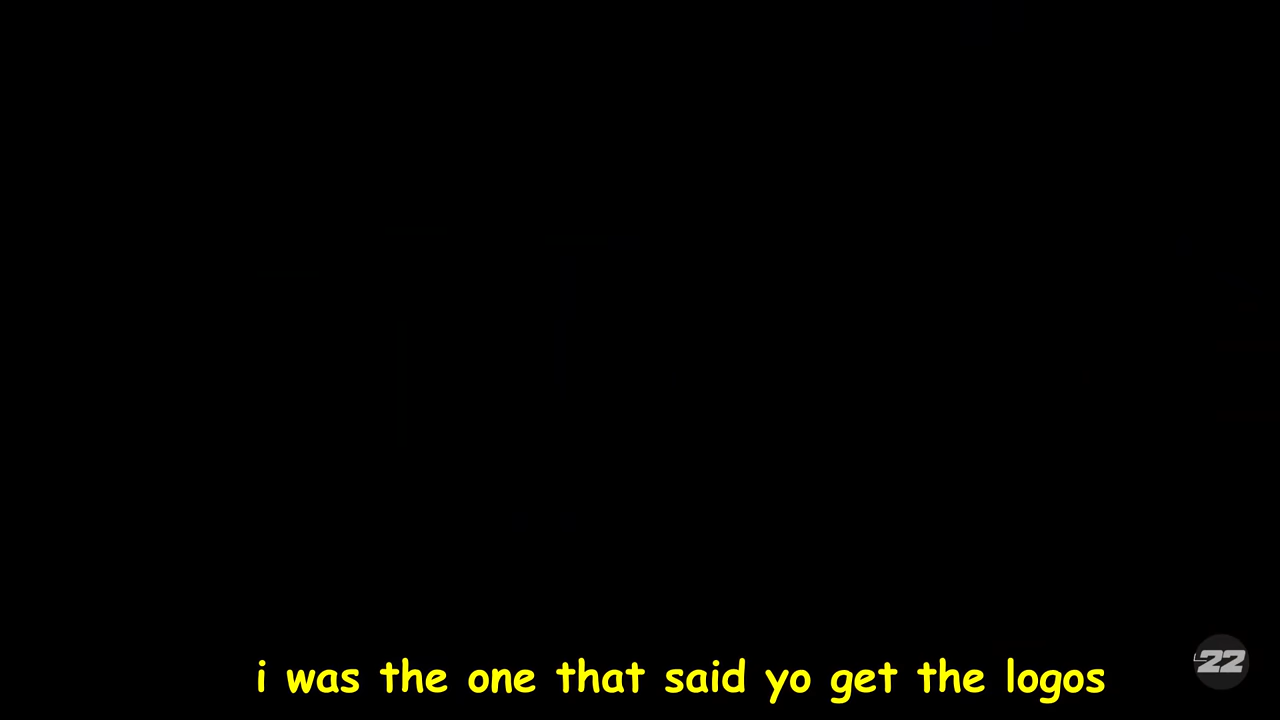 i was the one that said yo get the logos
22